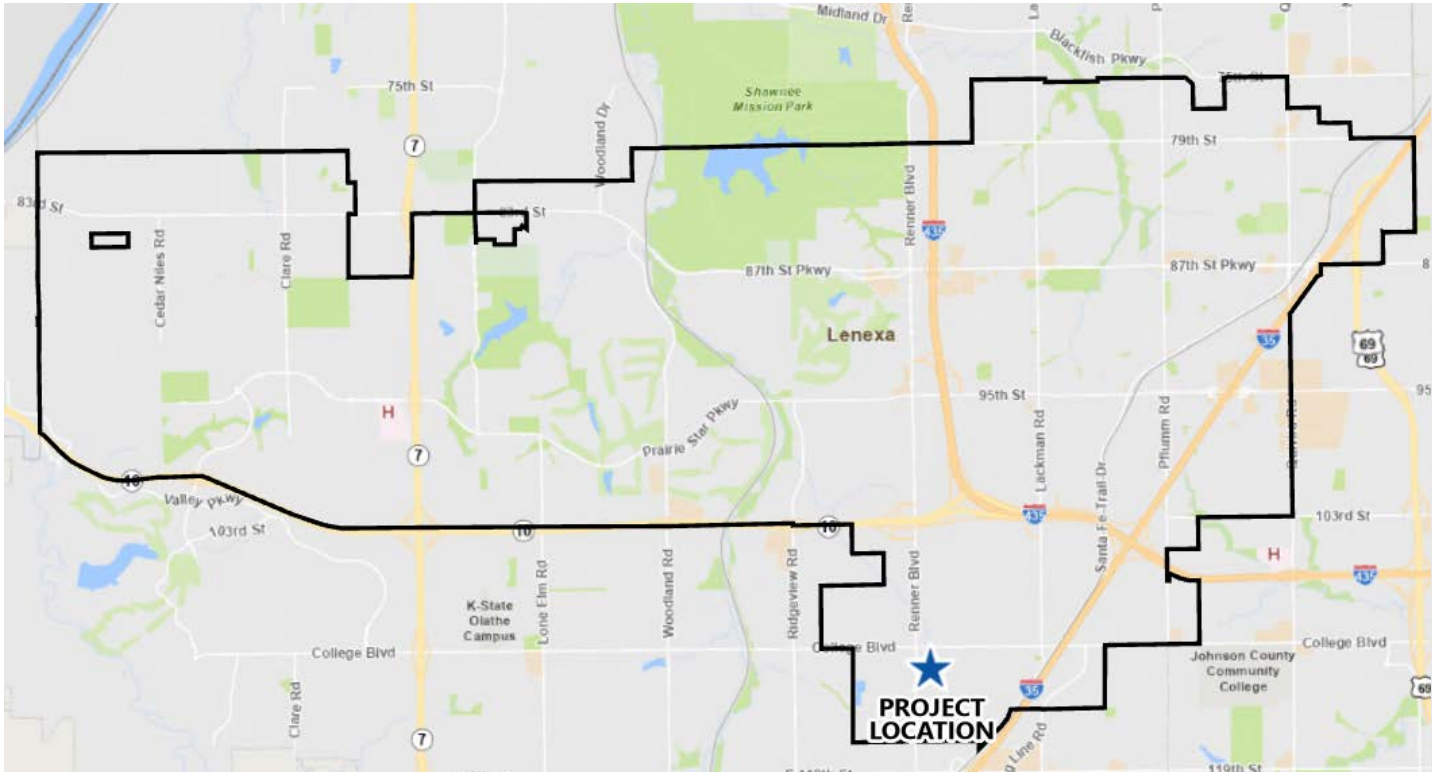 Midland Dr
Blackfish Pkwy
75th St
75th St
Shawnee
Mission Park
Woodland Dr
7
79th St
83rd St
83rd St
Renner Blvd
435
Cedar Niles Rd
Clare Rd
87th St Pkwy
87th St Pkwy
Lenexa
35
69
69
95th St
95
H
Prairie Star Pkwy
Lackman Rd
Pflumm Rd
7
10
Valley Pkwy
103rd St
10
10
435
Santa Fe Trail Dr
103rd St
H
435
K-State
Olathe
Campus
Lone Elm Rd
Woodland Rd
Ridgeview Rd
Renner Blvd
College Blvd
College Blvd
College Blvd
Johnson County
Community
College
Clare Rd
35
69
PROJECT
LOCATION
7
119th St